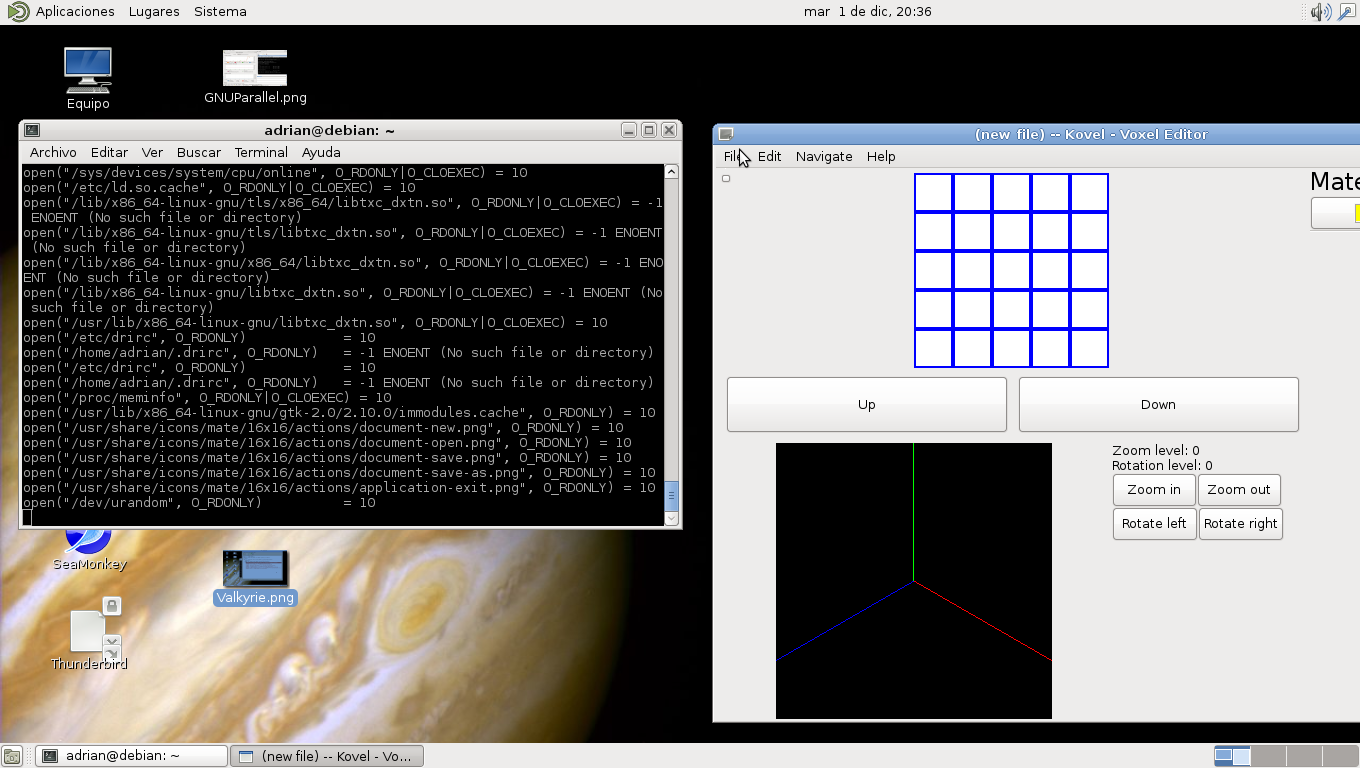 Aplicaciones Lugares Sistema
mar 1 de dic, 20:36
Equipo
GNUParallel.png
adrian@debian: ~
Archivo Editar Ver Buscar Terminal Ayuda
open("/sys/devices/system/cpu/online", O_RDONLY|O_CLOEXEC) = 10
open("/etc/ld.so.cache", O_RDONLY|O_CLOEXEC) = 10
open("/lib/x86_64-linux-gnu/tls/x86_64/libtxc_dxtn.so", O_RDONLY|O_CLOEXEC) = -1
ENOENT (No such file or directory)
open("/lib/x86_64-linux-gnu/tls/libtxc_dxtn.so", O_RDONLY|O_CLOEXEC) = -1 ENOENT
(No such file or directory)
open("/lib/x86_64-linux-gnu/x86_64/libtxc_dxtn.so", O_RDONLY|O_CLOEXEC) = -1 ENO
ENT (No such file or directory)
open("/lib/x86_64-linux-gnu/libtxc_dxtn.so", O_RDONLY|O_CLOEXEC) = -1 ENOENT (No
such file or directory)
open("/usr/lib/x86_64-linux-gnu/libtxc_dxtn.so", O_RDONLY|O_CLOEXEC) = 10
open("/etc/drirc", O_RDONLY) = 10
open("/home/adrian/.drirc", O_RDONLY) = -1 ENOENT (No such file or directory)
open("/etc/drirc", O_RDONLY) = 10
open("/home/adrian/.drirc", O_RDONLY) = -1 ENOENT (No such file or directory)
open("/proc/meminfo", O_RDONLY|O_CLOEXEC) = 10
open("/usr/lib/x86_64-linux-gnu/gtk-2.0/2.10.0/immodules.cache", O_RDONLY) = 10
open("/usr/share/icons/mate/16x16/actions/document-new.png", O_RDONLY) = 10
open("/usr/share/icons/mate/16x16/actions/document-open.png", O_RDONLY) = 10
open("/usr/share/icons/mate/16x16/actions/document-save.png", O_RDONLY) = 10
open("/usr/share/icons/mate/16x16/actions/document-save-as.png", O_RDONLY) = 10
open("/usr/share/icons/mate/16x16/actions/application-exit.png", O_RDONLY) = 10
open("/dev/urandom", O_RDONLY) = 10
SeaMonkey
Valkyrie.png
Thunderbird
(new file) -- Kovel - Voxel Editor
File Edit Navigate Help
Mate
Up Down
Zoom level: 0
Rotation level: 0
Zoom in Zoom out
Rotate left Rotate right
adrian@debian: ~
(new file) -- Kovel - Vo...